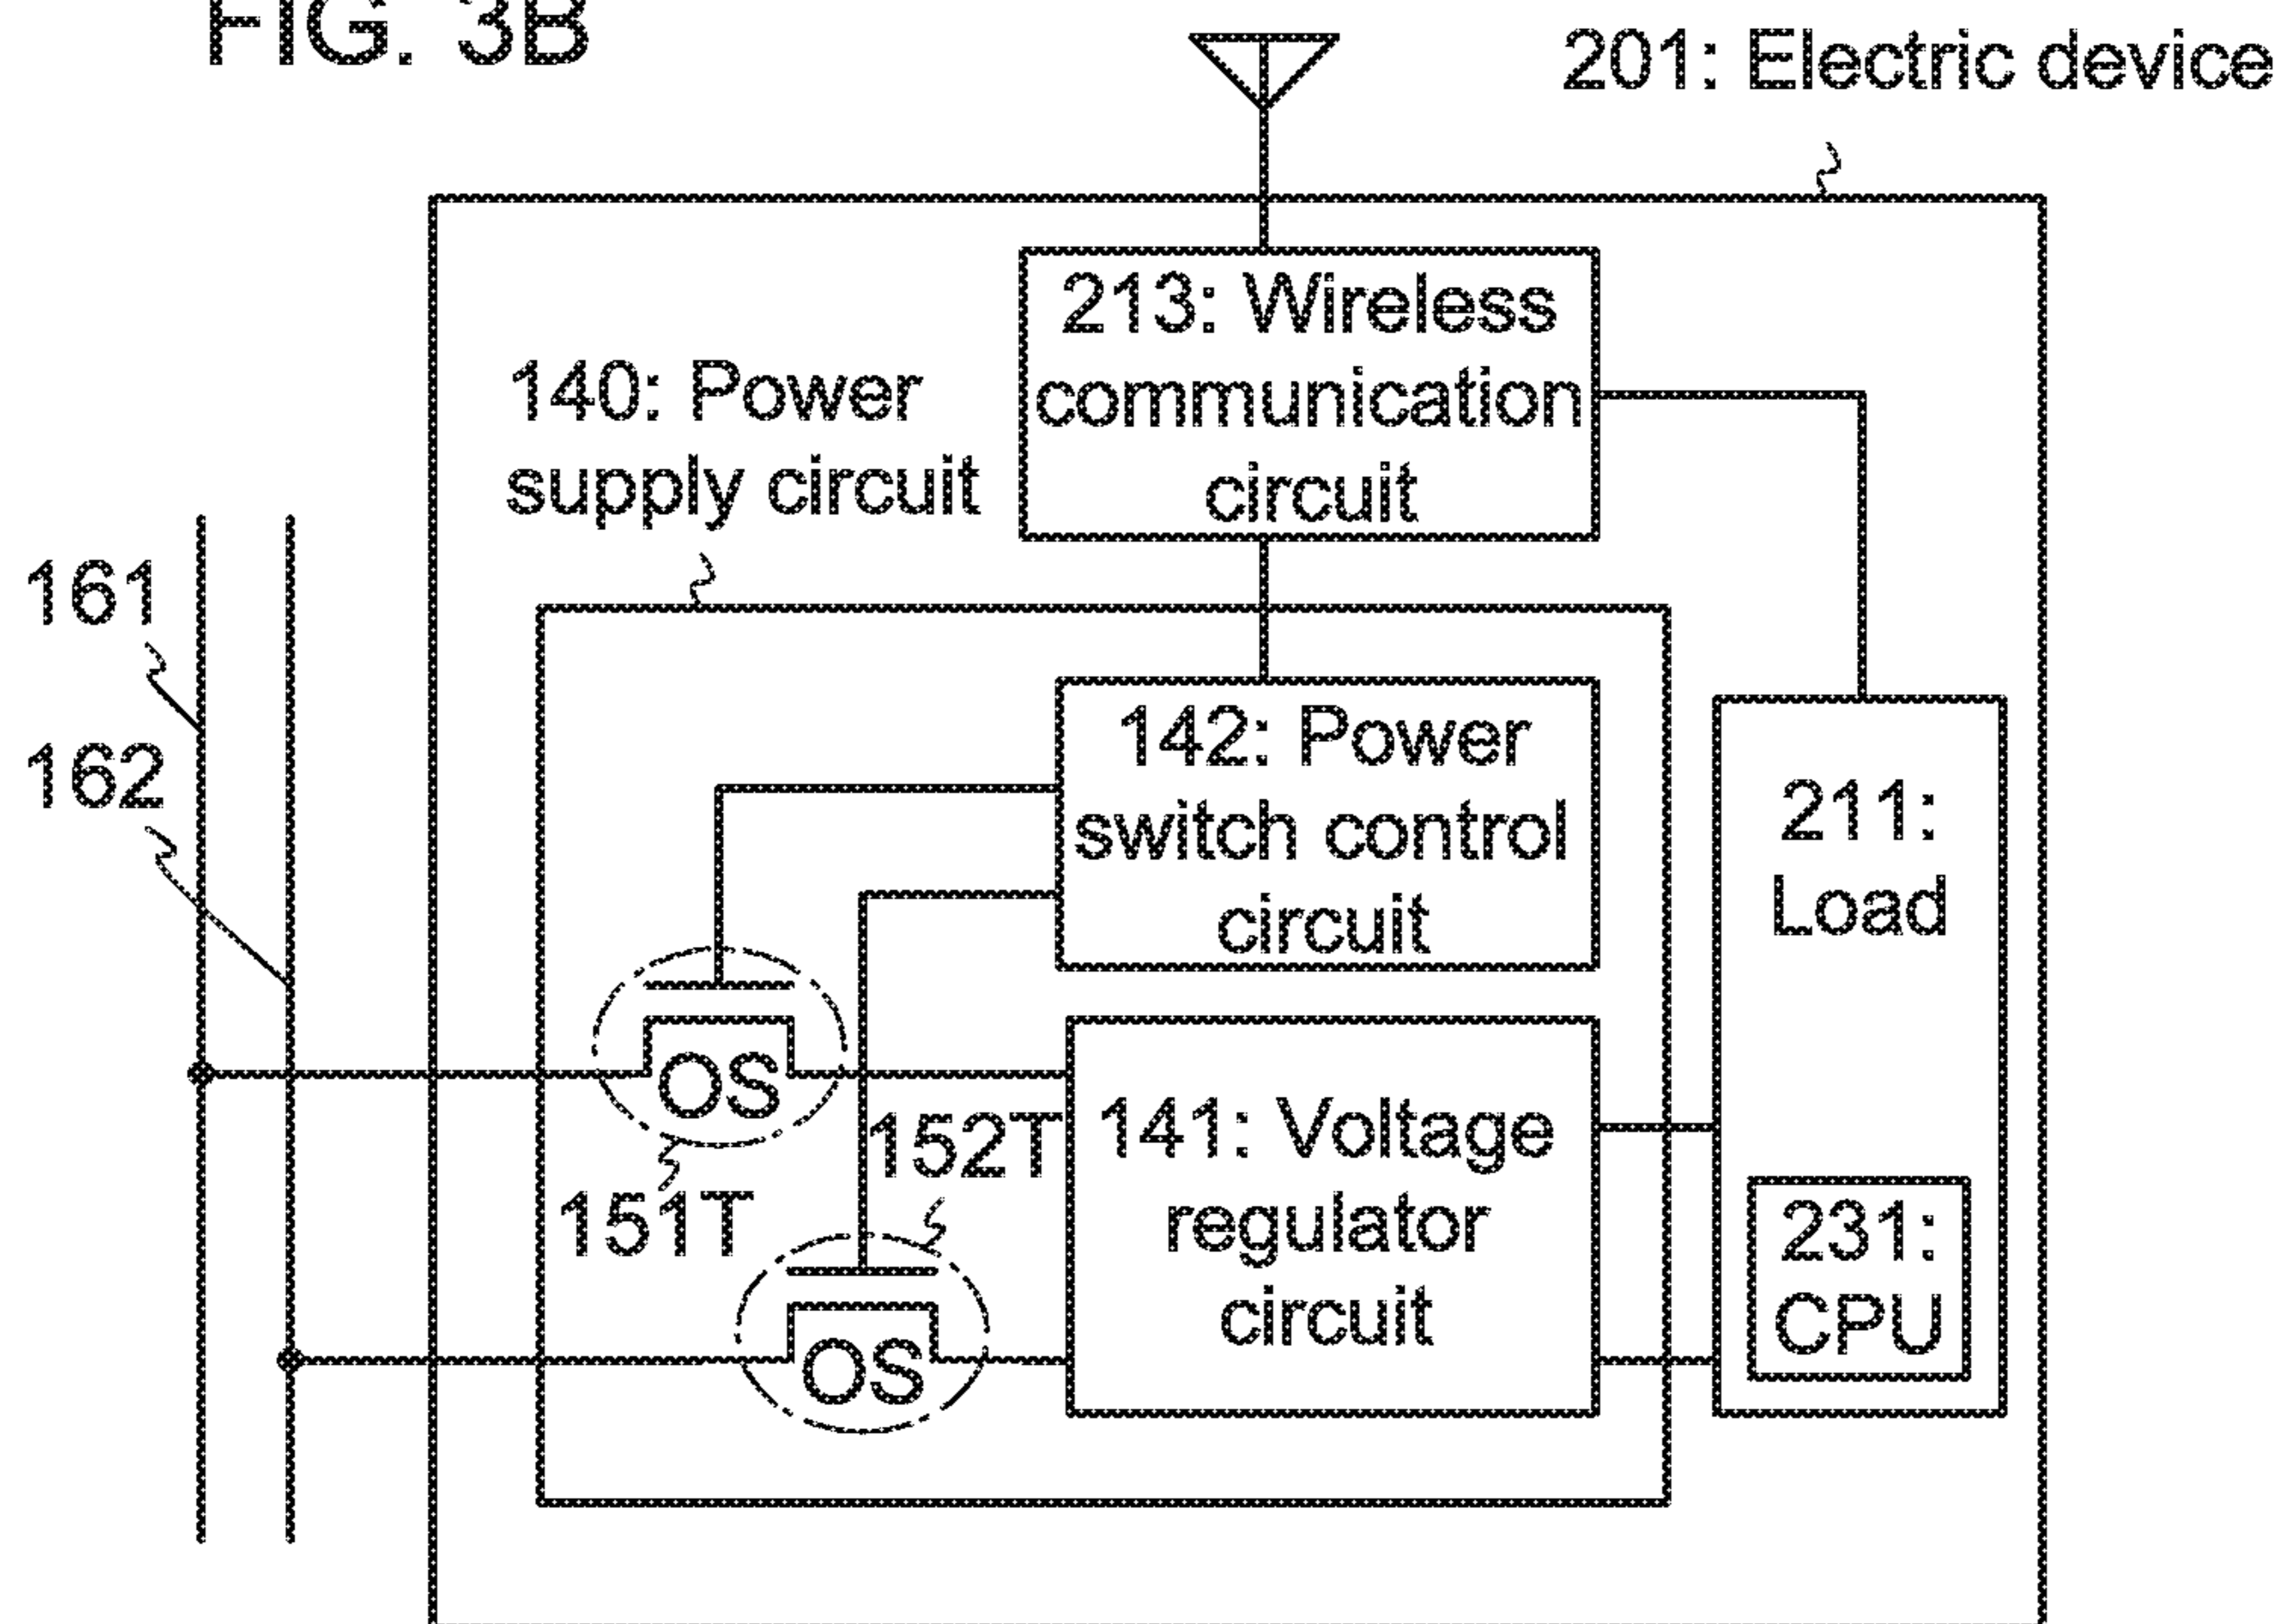 FIG. 3B
201: Electric device
213: Wireless
communication
circuit
140: Power
supply circuit
161
162
142: Power
switch control
circuit
211:
Load
OS
151T
152T
141: Voltage
regulator
circuit
231:
CPU
OS